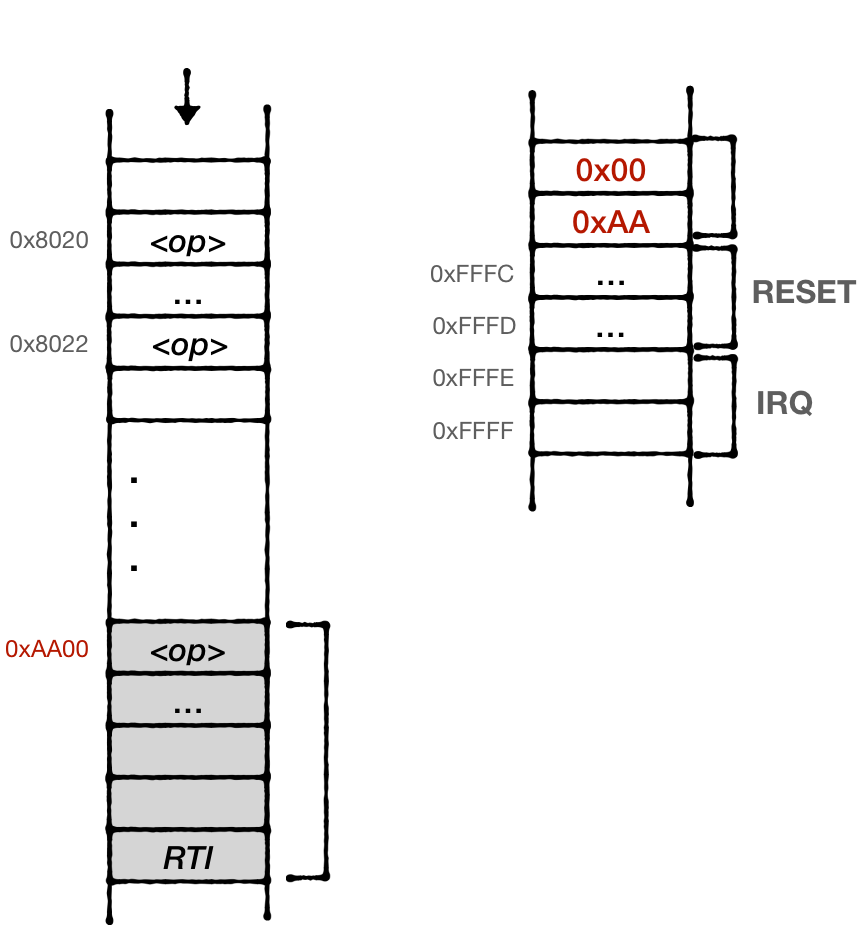 0x8020 <op>
...
0x8022 <op>
.
.
.
0xAA00 <op>
...
RTI
0x00
0xAA
0xFFFC ...
RESET
0xFFFD ...
0xFFFE
IRQ
0xFFFF